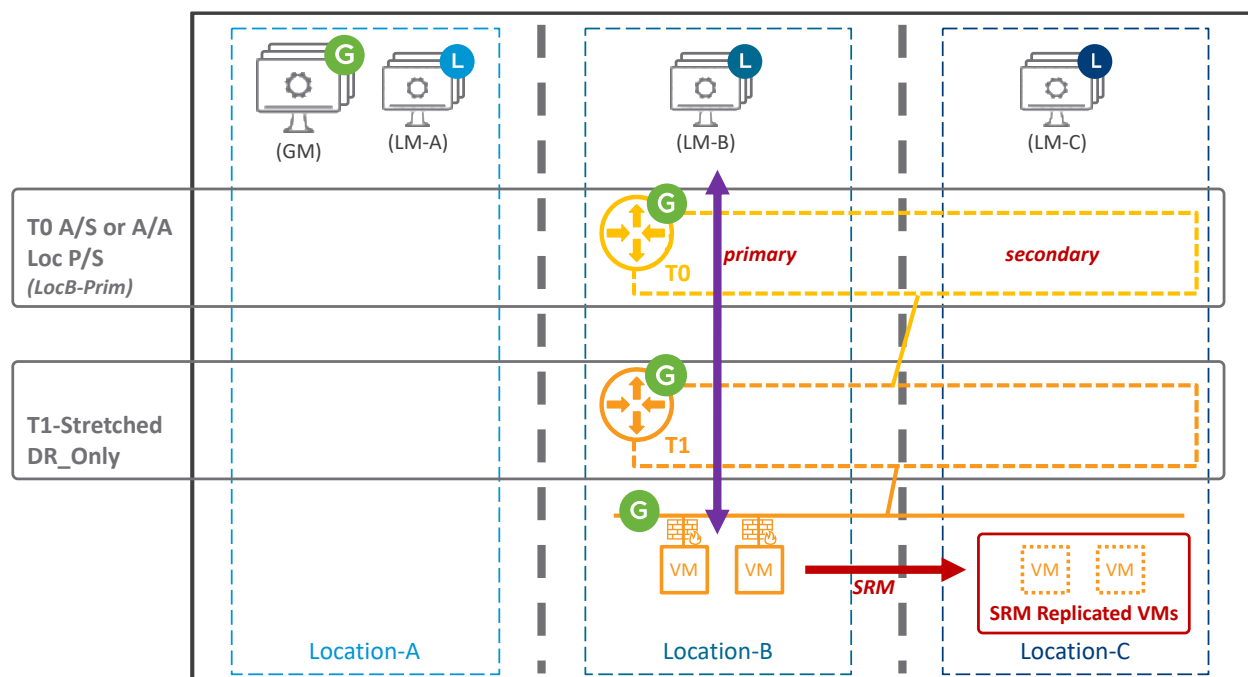 G
L
L
L
(GM)
(LM-A)
(LM-B)
(LM-C)
T0 A/S or A/A
Loc P/S
(LocB-Prim)
G
T0
primary
secondary
T1-Stretched
DR_Only
G
T1
G
VM
VM
SRM
VM
VM
SRM Replicated VMs
Location-A
Location-B
Location-C